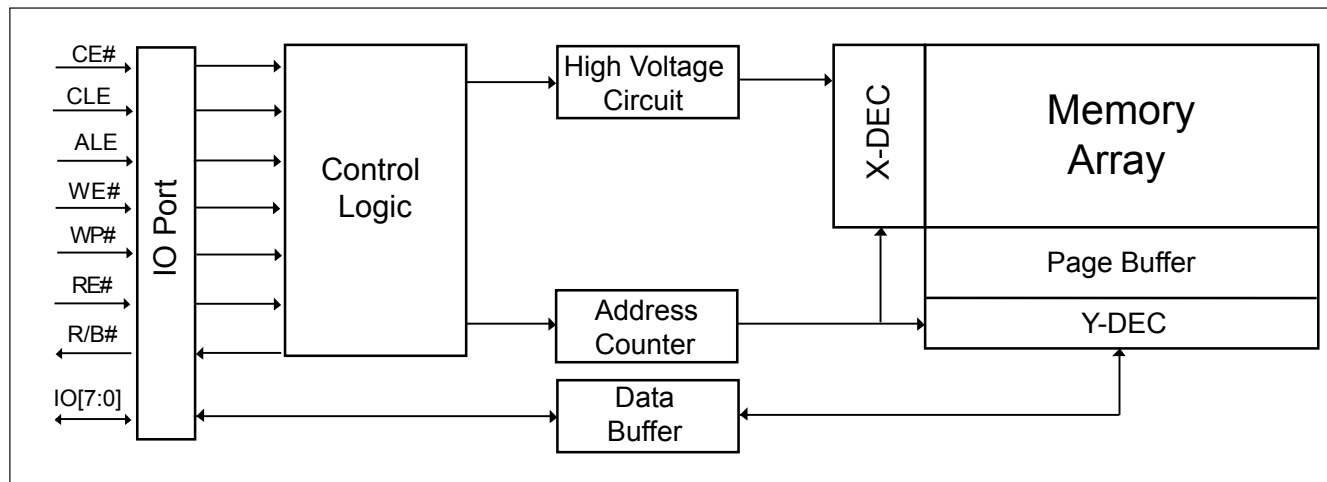 CE#
CLE
ALE
WE#
WP#
RE#
R/B#
IO[7:0]
IO Port
Control
Logic
High Voltage
Circuit
Address
Counter
Data
Buffer
X-DEC
Memory
Array
Page Buffer
Y-DEC